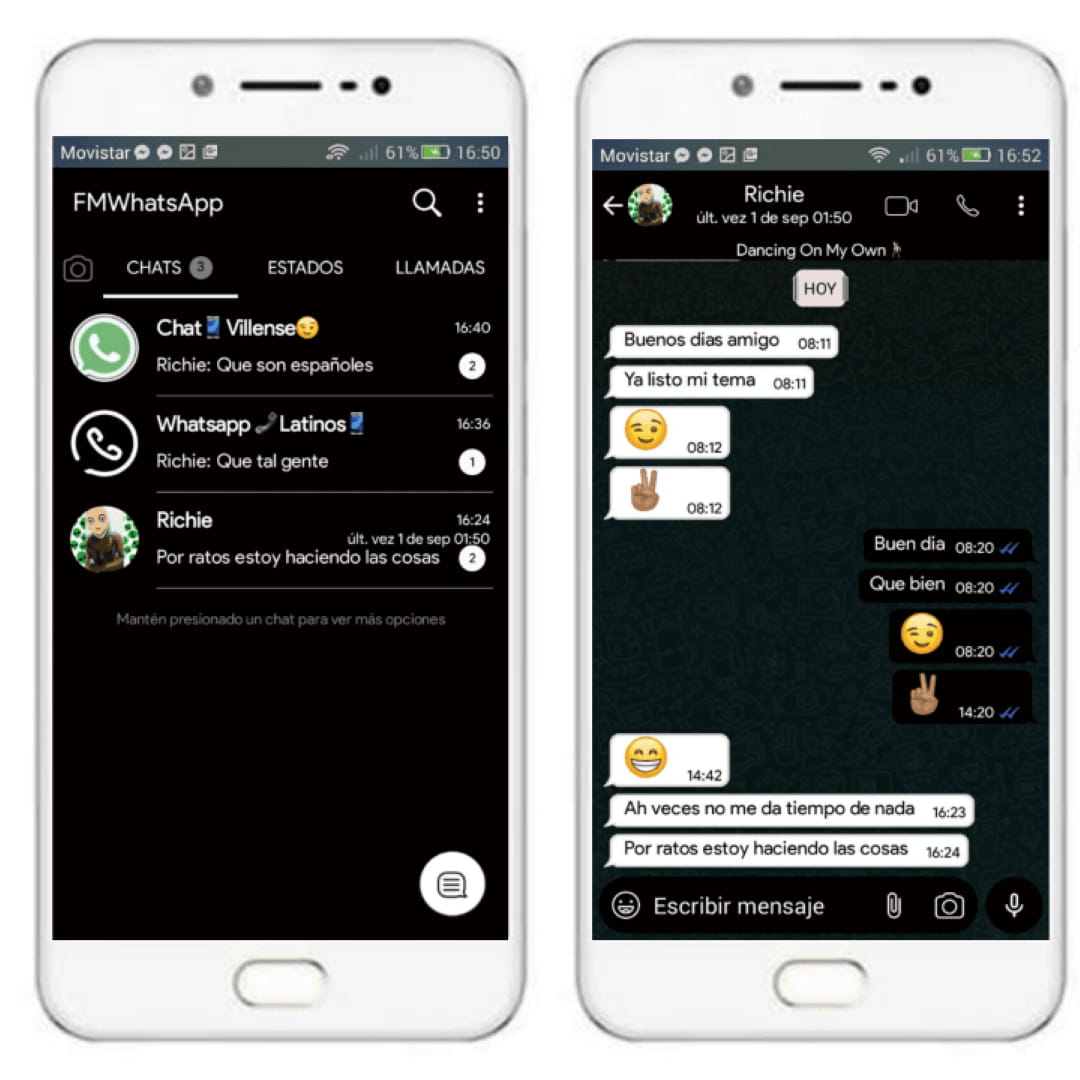 Movistar 61% 16:50
FMWhatsApp
CHATS 3 ESTADOS LLAMADAS
Chat📱Villense😉 16:40
Richie: Que son españoles 2
Whatsapp 📞Latinos📱 16:36
Richie: Que tal gente 1
Richie 16:24
últ. vez 1 de sep 01:50
Por ratos estoy haciendo las cosas 2
Mantén presionado un chat para ver más opciones
Movistar 61% 16:52
Richie
últ. vez 1 de sep 01:50
Dancing On My Own🕺🏾
HOY
Buenos dias amigo 08:11
Ya listo mi tema 08:11
😉 08:12
✌🏽 08:12
Buen dia 08:20
Que bien 08:20
😉 08:20
✌🏽 14:20
😁 14:42
Ah veces no me da tiempo de nada 16:23
Por ratos estoy haciendo las cosas 16:24
Escribir mensaje